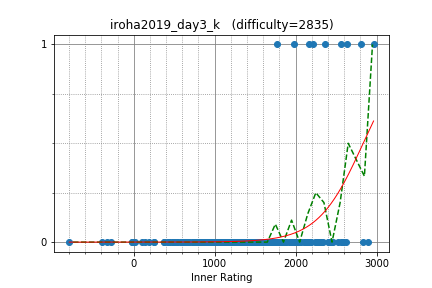 iroha2019_day3_k (difficulty=2835)
1
0
0 1000 2000 3000
Inner Rating